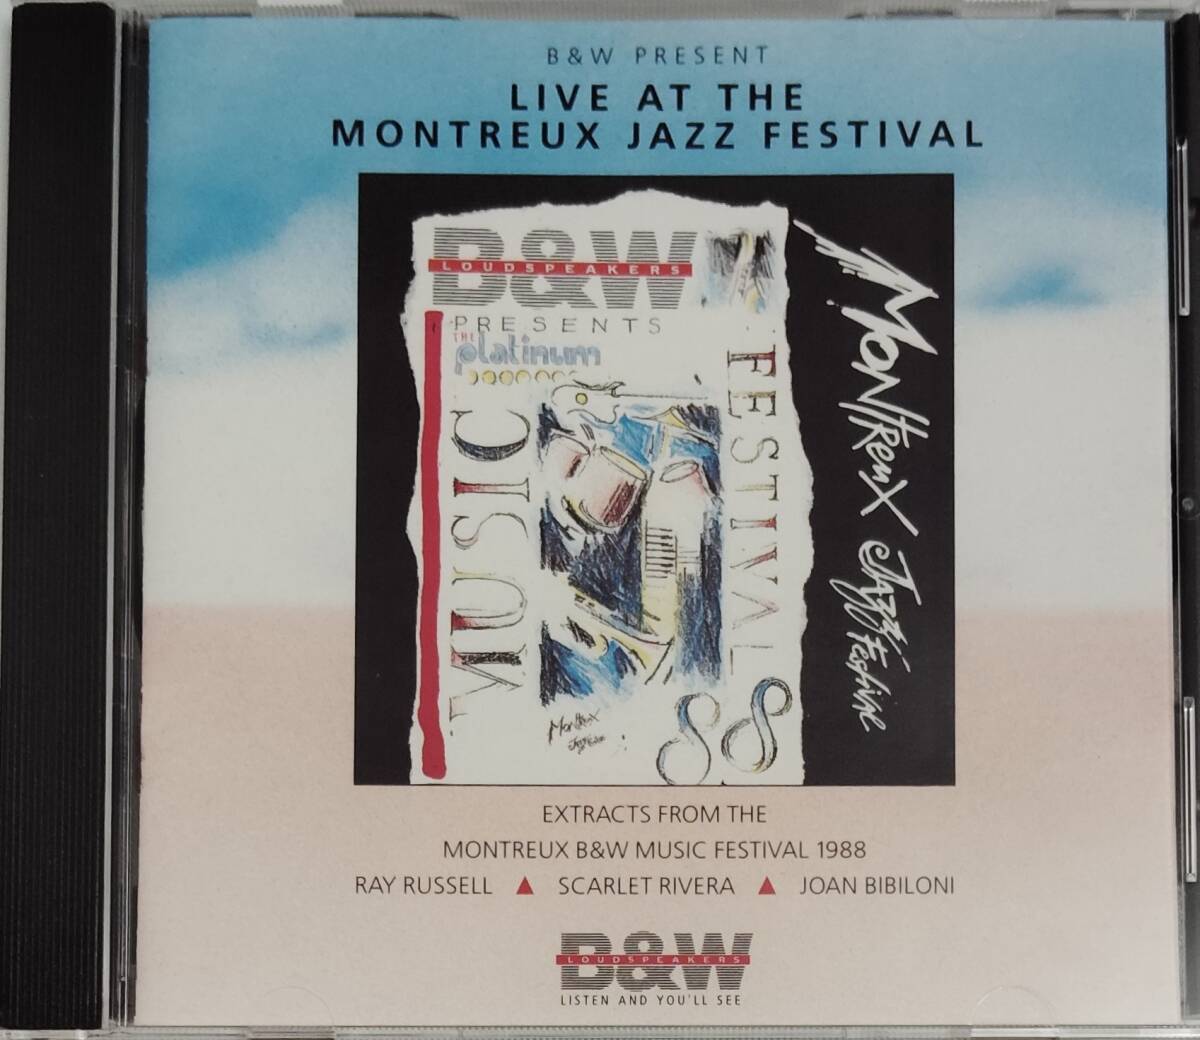 B&W PRESENT
LIVE AT THE
MONTREUX JAZZ FESTIVAL
B&W
LOUDSPEAKERS
PRESENTS
THE
platinum
MUSIC
FESTIVAL
88
Montreux
Montreux Jazz Festival
EXTRACTS FROM THE
MONTREUX B&W MUSIC FESTIVAL 1988
RAY RUSSELL ▲ SCARLET RIVERA ▲ JOAN BIBILONI
B&W
LOUDSPEAKERS
LISTEN AND YOU'LL SEE